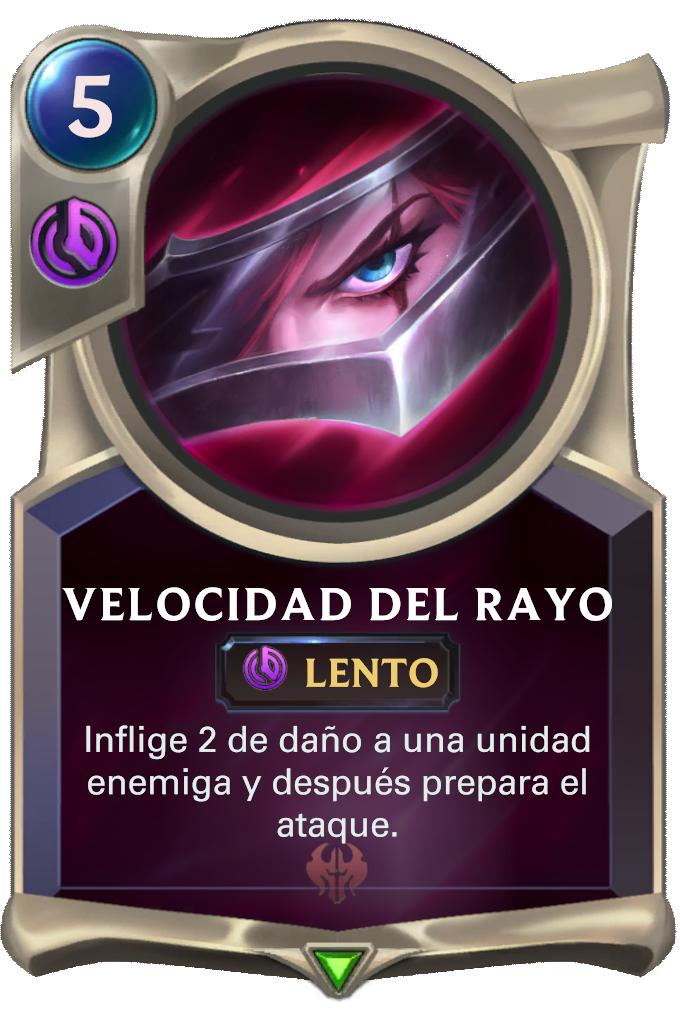 5
VELOCIDAD DEL RAYO
LENTO
Inflige 2 de daño a una unidad
enemiga y después prepara el
ataque.